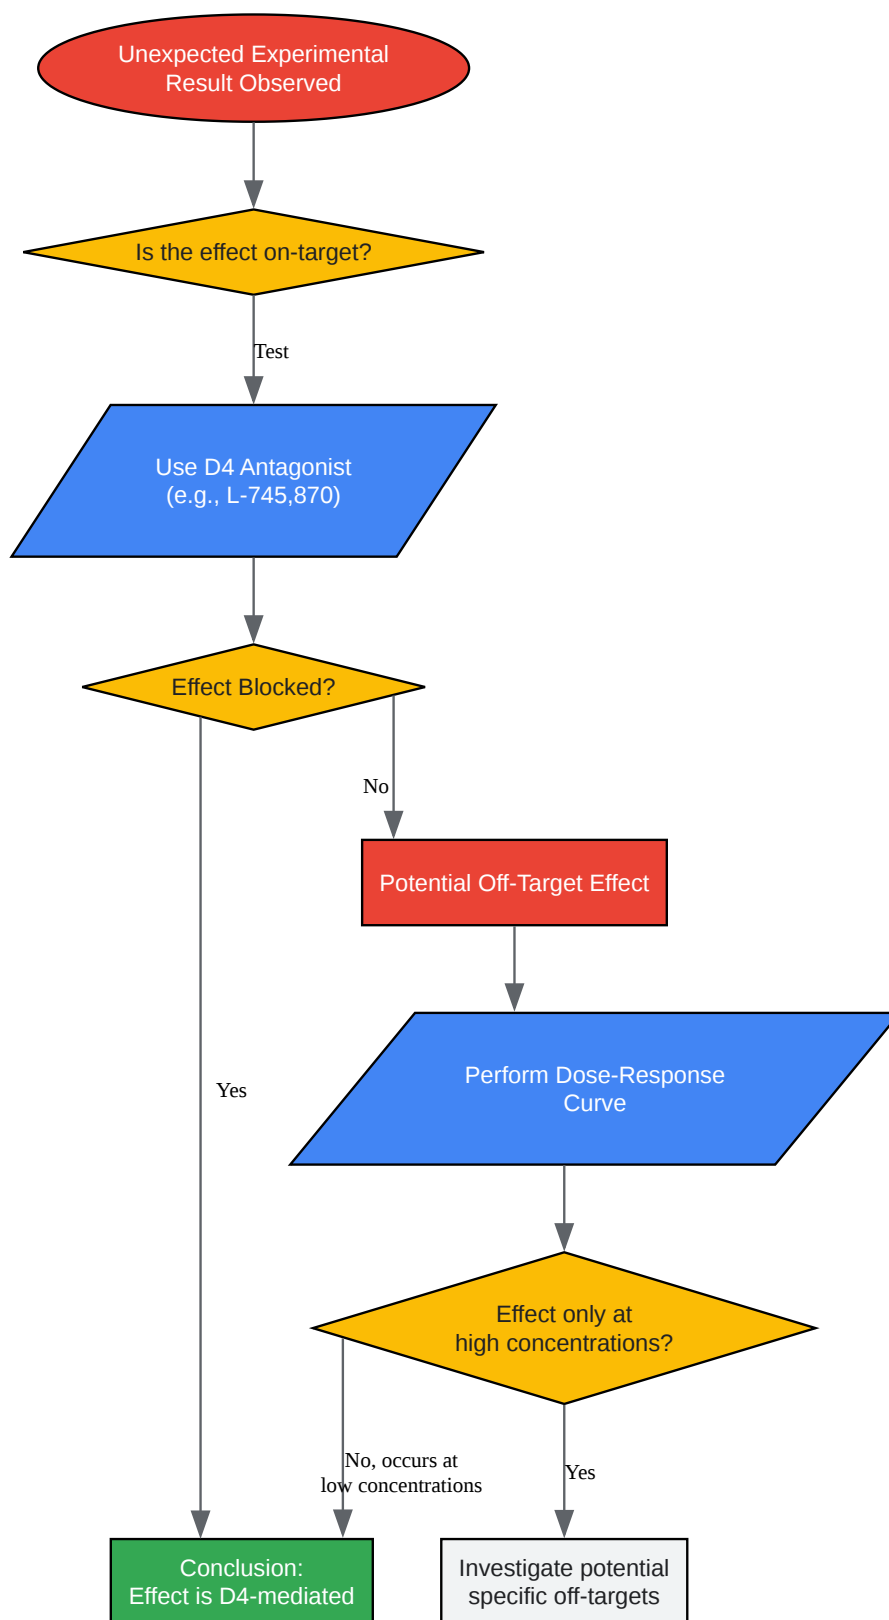 Unexpected Experimental
Result Observed
Is the effect on-target?
Test
Use D4 Antagonist
(e.g., L-745,870)
Effect Blocked?
No
Potential Off-Target Effect
Perform Dose-Response
Curve
Yes
Effect only at
high concentrations?
No, occurs at
low concentrations
Yes
Conclusion:
Effect is D4-mediated
Investigate potential
specific off-targets